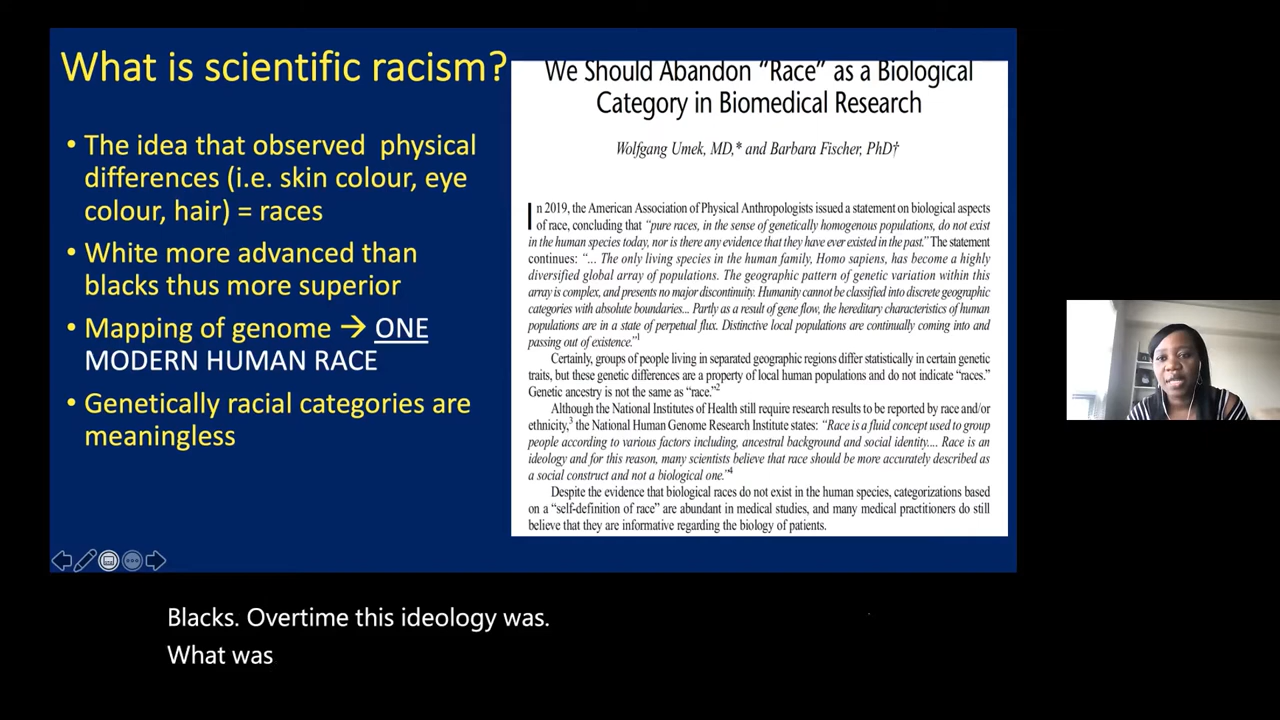 What is scientific racism?
• The idea that observed physical
differences (i.e. skin colour, eye
colour, hair) = races
• White more advanced than
blacks thus more superior
• Mapping of genome → ONE
MODERN HUMAN RACE
• Genetically racial categories are
meaningless
We Should Abandon "Race" as a Biological
Category in Biomedical Research
Wolfgang Umek, MD,* and Barbara Fischer, PhD†
In 2019, the American Association of Physical Anthropologists issued a statement on biological aspects
of race, concluding that "pure races, in the sense of genetically homogenous populations, do not exist
in the human species today, nor is there any evidence that they have ever existed in the past." The statement
continues: "... The only living species in the human family, Homo sapiens, has become a highly
diversified global array of populations. The geographic pattern of genetic variation within this
array is complex, and presents no major discontinuity. Humanity cannot be classified into discrete geographic
categories with absolute boundaries... Partly as a result of gene flow, the hereditary characteristics of human
populations are in a state of perpetual flux. Distinctive local populations are continually coming into and
passing out of existence."1
Certainly, groups of people living in separated geographic regions differ statistically in certain genetic
traits, but these genetic differences are a property of local human populations and do not indicate "races."
Genetic ancestry is not the same as "race."2
Although the National Institutes of Health still require research results to be reported by race and/or
ethnicity,3 the National Human Genome Research Institute states: "Race is a fluid concept used to group
people according to various factors including, ancestral background and social identity.... Race is an
ideology and for this reason, many scientists believe that race should be more accurately described as
a social construct and not a biological one."4
Despite the evidence that biological races do not exist in the human species, categorizations based
on a "self-definition of race" are abundant in medical studies, and many medical practitioners do still
believe that they are informative regarding the biology of patients.
Blacks. Overtime this ideology was.
What was